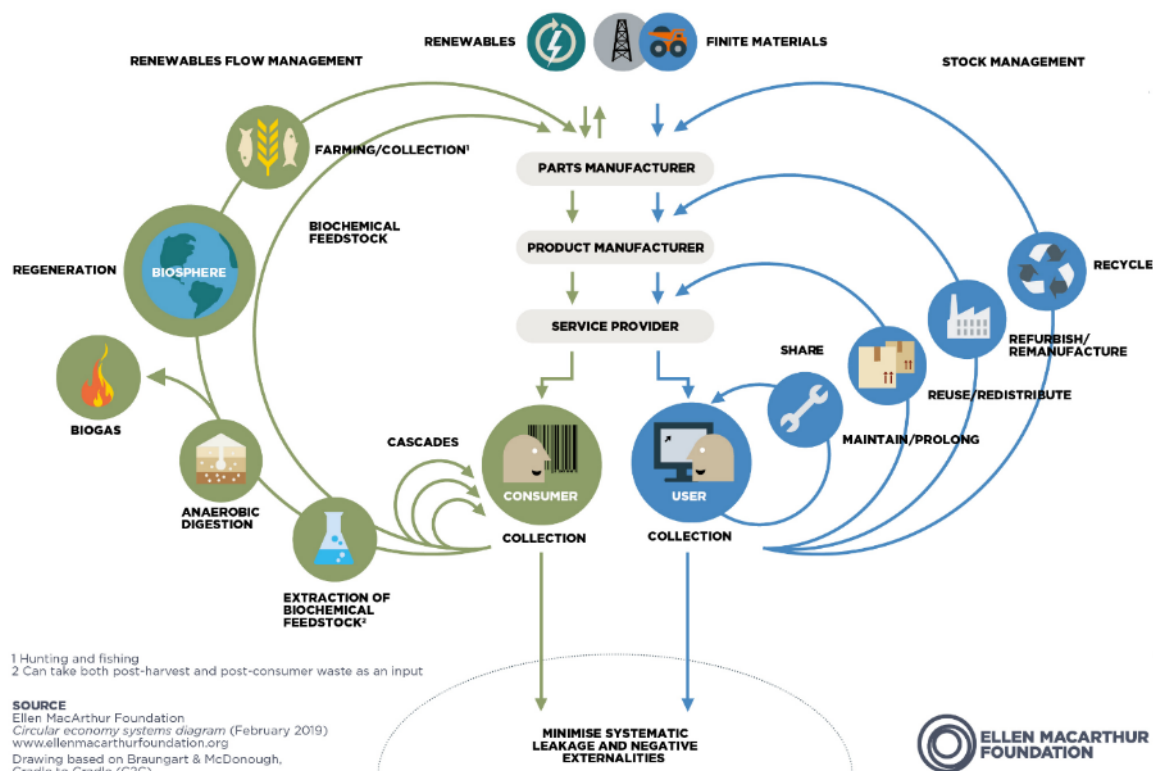 RENEWABLES
FINITE MATERIALS
RENEWABLES FLOW MANAGEMENT
STOCK MANAGEMENT
FARMING/COLLECTION¹
PARTS MANUFACTURER
BIOCHEMICAL
FEEDSTOCK
PRODUCT MANUFACTURER
REGENERATION
BIOSPHERE
RECYCLE
SERVICE PROVIDER
SHARE
REFURBISH/
REMANUFACTURE
REUSE/REDISTRIBUTE
BIOGAS
CASCADES
MAINTAIN/PROLONG
CONSUMER
USER
ANAEROBIC
DIGESTION
COLLECTION
COLLECTION
EXTRACTION OF
BIOCHEMICAL
FEEDSTOCK²
1 Hunting and fishing
2 Can take both post-harvest and post-consumer waste as an input
SOURCE
Ellen MacArthur Foundation
Circular economy systems diagram (February 2019)
www.ellenmacarthurfoundation.org
Drawing based on Braungart & McDonough,
Cradle to Cradle (C2C)
MINIMISE SYSTEMATIC
LEAKAGE AND NEGATIVE
EXTERNALITIES
ELLEN MACARTHUR
FOUNDATION